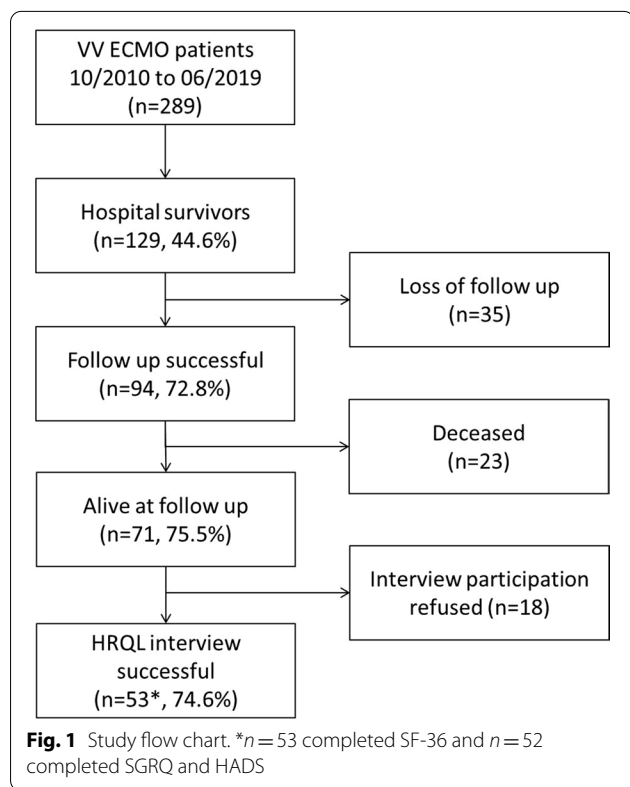 VV ECMO patients
10/2010 to 06/2019
(n=289)
Hospital survivors
(n=129, 44.6%)
Loss of follow up
(n=35)
Follow up successful
(n=94, 72.8%)
Deceased
(n=23)
Alive at follow up
(n=71, 75.5%)
Interview participation
refused (n=18)
HRQL interview
successful
(n=53*, 74.6%)
Fig. 1 Study flow chart. *n = 53 completed SF-36 and n = 52
completed SGRQ and HADS